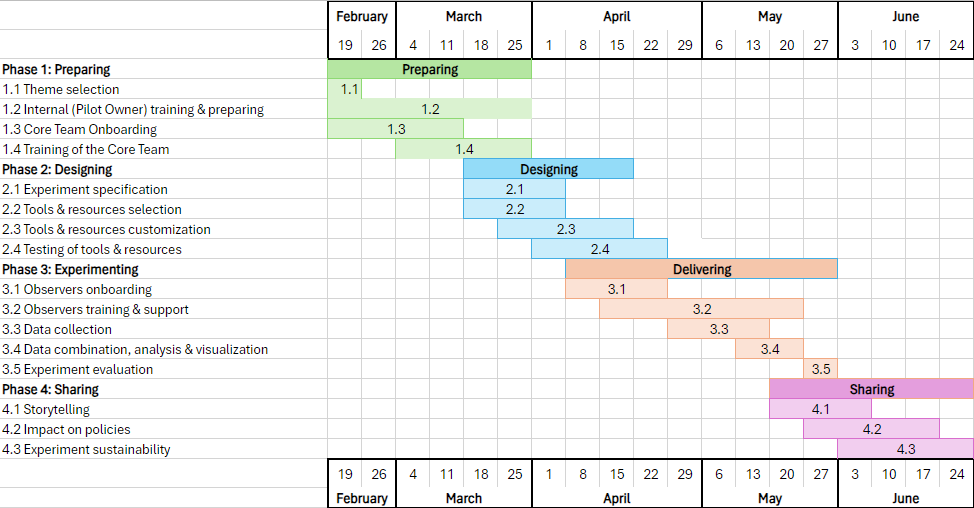 February March April May June
19 26 4 11 18 25 1 8 15 22 29 6 13 20 27 3 10 17 24
Phase 1: Preparing Preparing
1.1 Theme selection 1.1
1.2 Internal (Pilot Owner) training & preparing 1.2
1.3 Core Team Onboarding 1.3
1.4 Training of the Core Team 1.4
Phase 2: Designing Designing
2.1 Experiment specification 2.1
2.2 Tools & resources selection 2.2
2.3 Tools & resources customization 2.3
2.4 Testing of tools & resources 2.4
Phase 3: Experimenting Delivering
3.1 Observers onboarding 3.1
3.2 Observers training & support 3.2
3.3 Data collection 3.3
3.4 Data combination, analysis & visualization 3.4
3.5 Experiment evaluation 3.5
Phase 4: Sharing Sharing
4.1 Storytelling 4.1
4.2 Impact on policies 4.2
4.3 Experiment sustainability 4.3
19 26 4 11 18 25 1 8 15 22 29 6 13 20 27 3 10 17 24
February March April May June